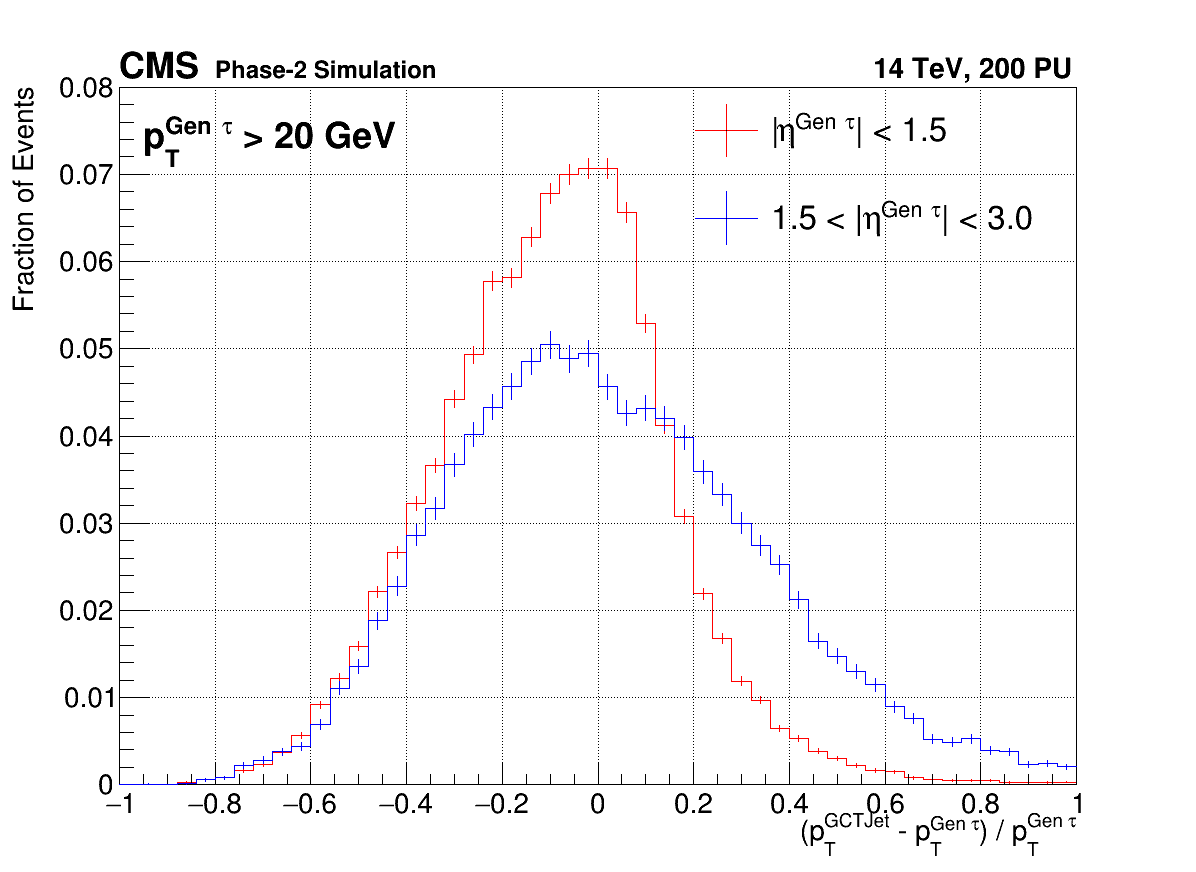 CMS Phase-2 Simulation 14 TeV, 200 PU
Fraction of Events
p_T^{Gen τ} > 20 GeV
|η^{Gen τ}| < 1.5
1.5 < |η^{Gen τ}| < 3.0
0.08
0.07
0.06
0.05
0.04
0.03
0.02
0.01
0
−1 −0.8 −0.6 −0.4 −0.2 0 0.2 0.4 0.6 0.8 1
(p_T^{GCTJet} - p_T^{Gen τ}) / p_T^{Gen τ}